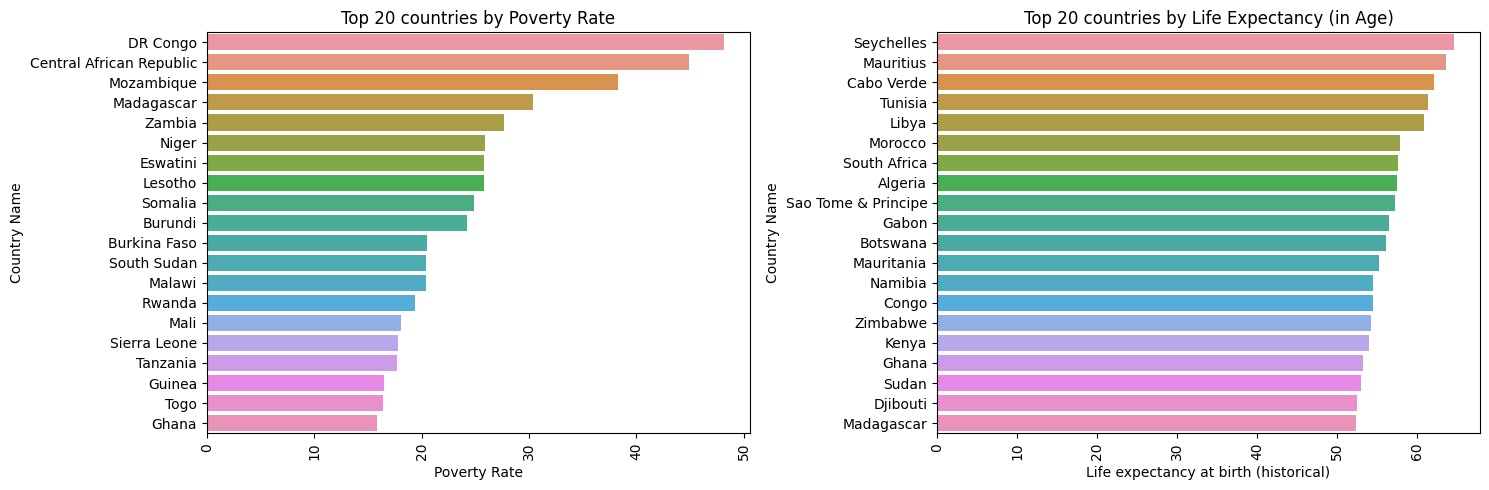 Top 20 countries by Poverty Rate
Country Name
DR Congo
Central African Republic
Mozambique
Madagascar
Zambia
Niger
Eswatini
Lesotho
Somalia
Burundi
Burkina Faso
South Sudan
Malawi
Rwanda
Mali
Sierra Leone
Tanzania
Guinea
Togo
Ghana
0 10 20 30 40 50
Poverty Rate
Top 20 countries by Life Expectancy (in Age)
Country Name
Seychelles
Mauritius
Cabo Verde
Tunisia
Libya
Morocco
South Africa
Algeria
Sao Tome & Principe
Gabon
Botswana
Mauritania
Namibia
Congo
Zimbabwe
Kenya
Ghana
Sudan
Djibouti
Madagascar
0 10 20 30 40 50 60
Life expectancy at birth (historical)